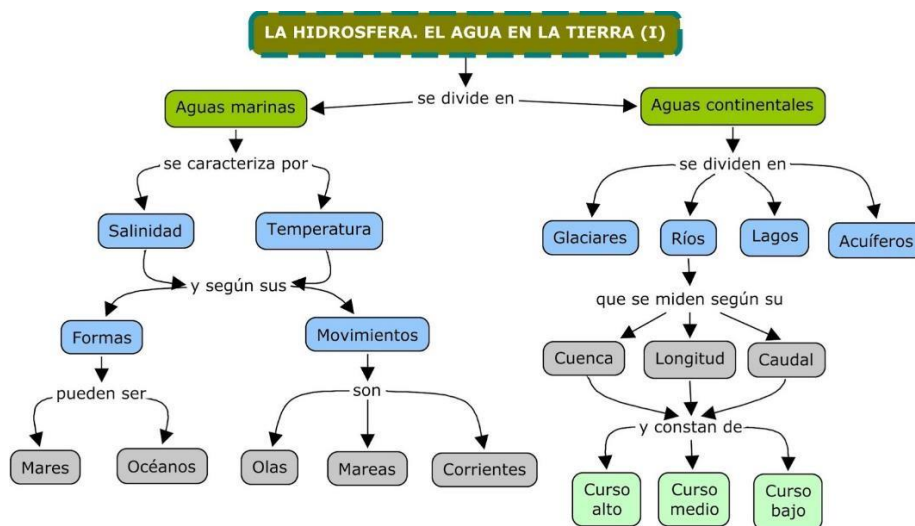 LA HIDROSFERA. EL AGUA EN LA TIERRA (I)
se divide en
Aguas marinas
Aguas continentales
se caracteriza por
se dividen en
Salinidad
Temperatura
Glaciares
Ríos
Lagos
Acuíferos
y según sus
que se miden según su
Formas
Movimientos
Cuenca
Longitud
Caudal
pueden ser
son
y constan de
Mares
Océanos
Olas
Mareas
Corrientes
Curso
alto
Curso
medio
Curso
bajo